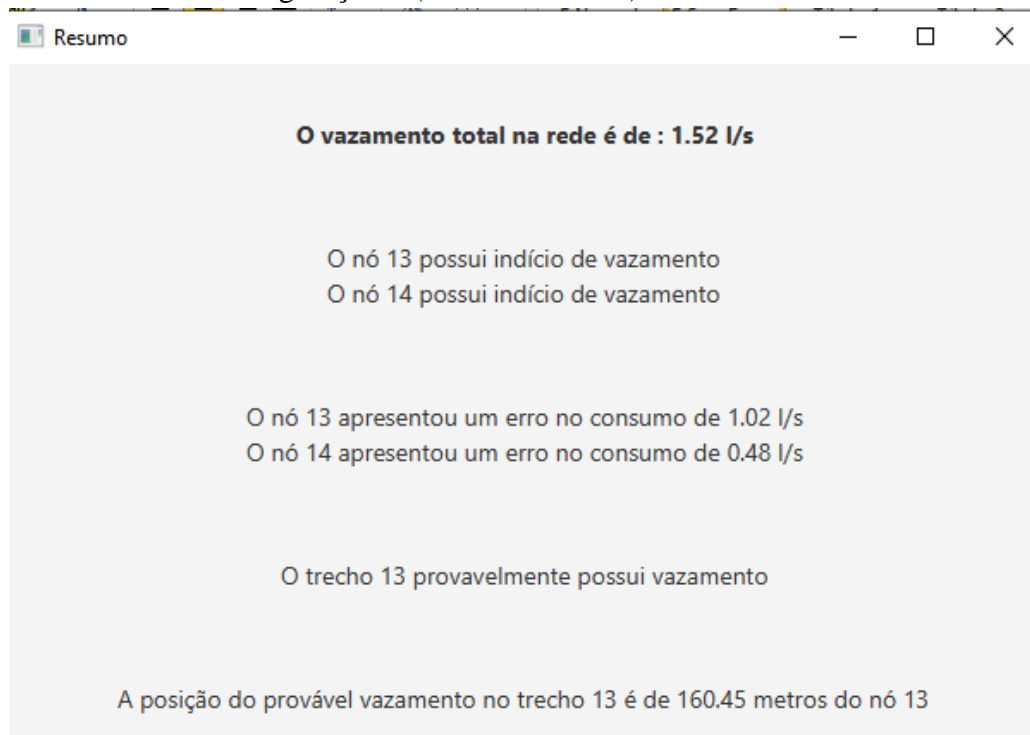 Resumo
O vazamento total na rede é de : 1.52 l/s
O nó 13 possui indício de vazamento
O nó 14 possui indício de vazamento
O nó 13 apresentou um erro no consumo de 1.02 l/s
O nó 14 apresentou um erro no consumo de 0.48 l/s
O trecho 13 provavelmente possui vazamento
A posição do provável vazamento no trecho 13 é de 160.45 metros do nó 13